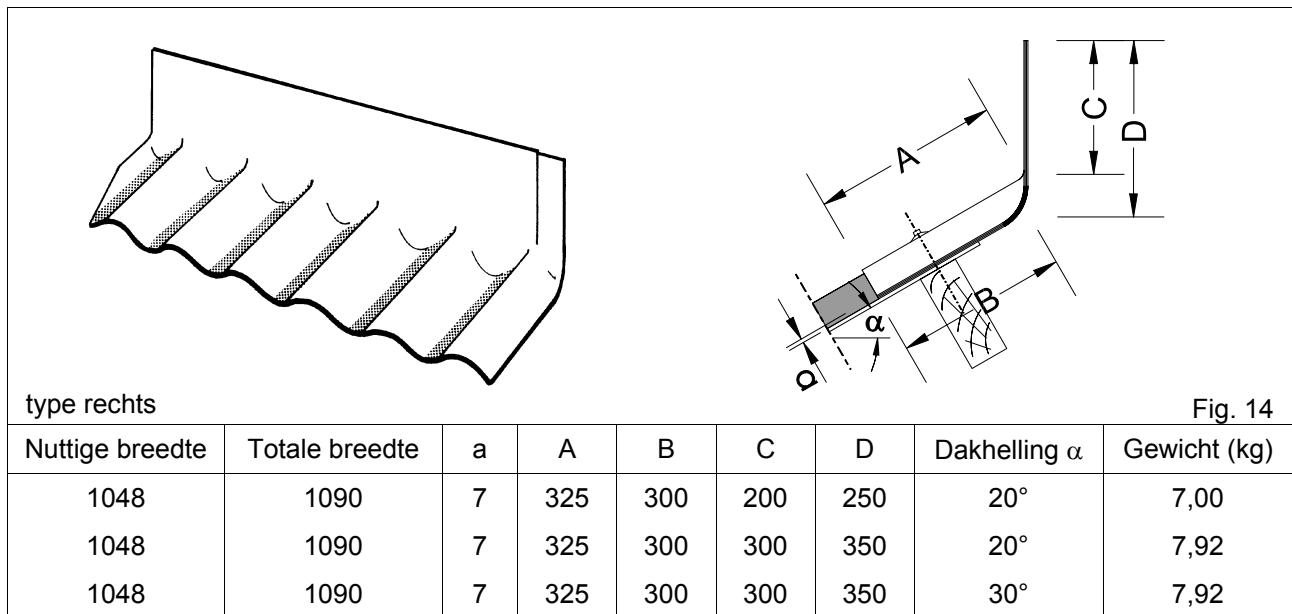 A
C
D
B
α
a
type rechts
Fig. 14
Nuttige breedte Totale breedte a A B C D Dakhelling α Gewicht (kg)
1048 1090 7 325 300 200 250 20° 7,00
1048 1090 7 325 300 300 350 20° 7,92
1048 1090 7 325 300 300 350 30° 7,92